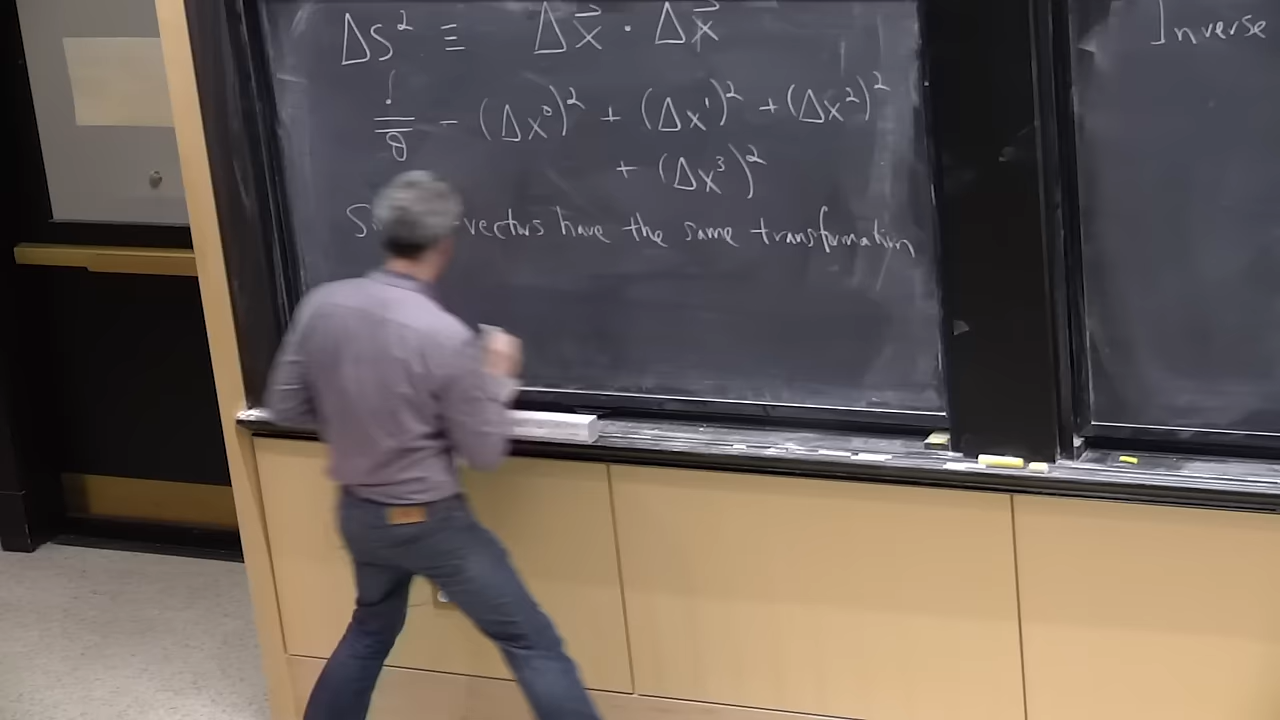 Δs² ≡ Δx⃗ · Δx⃗
= − (Δx⁰)² + (Δx¹)² + (Δx²)²
+ (Δx³)²
vectors have the same transformation
Inverse